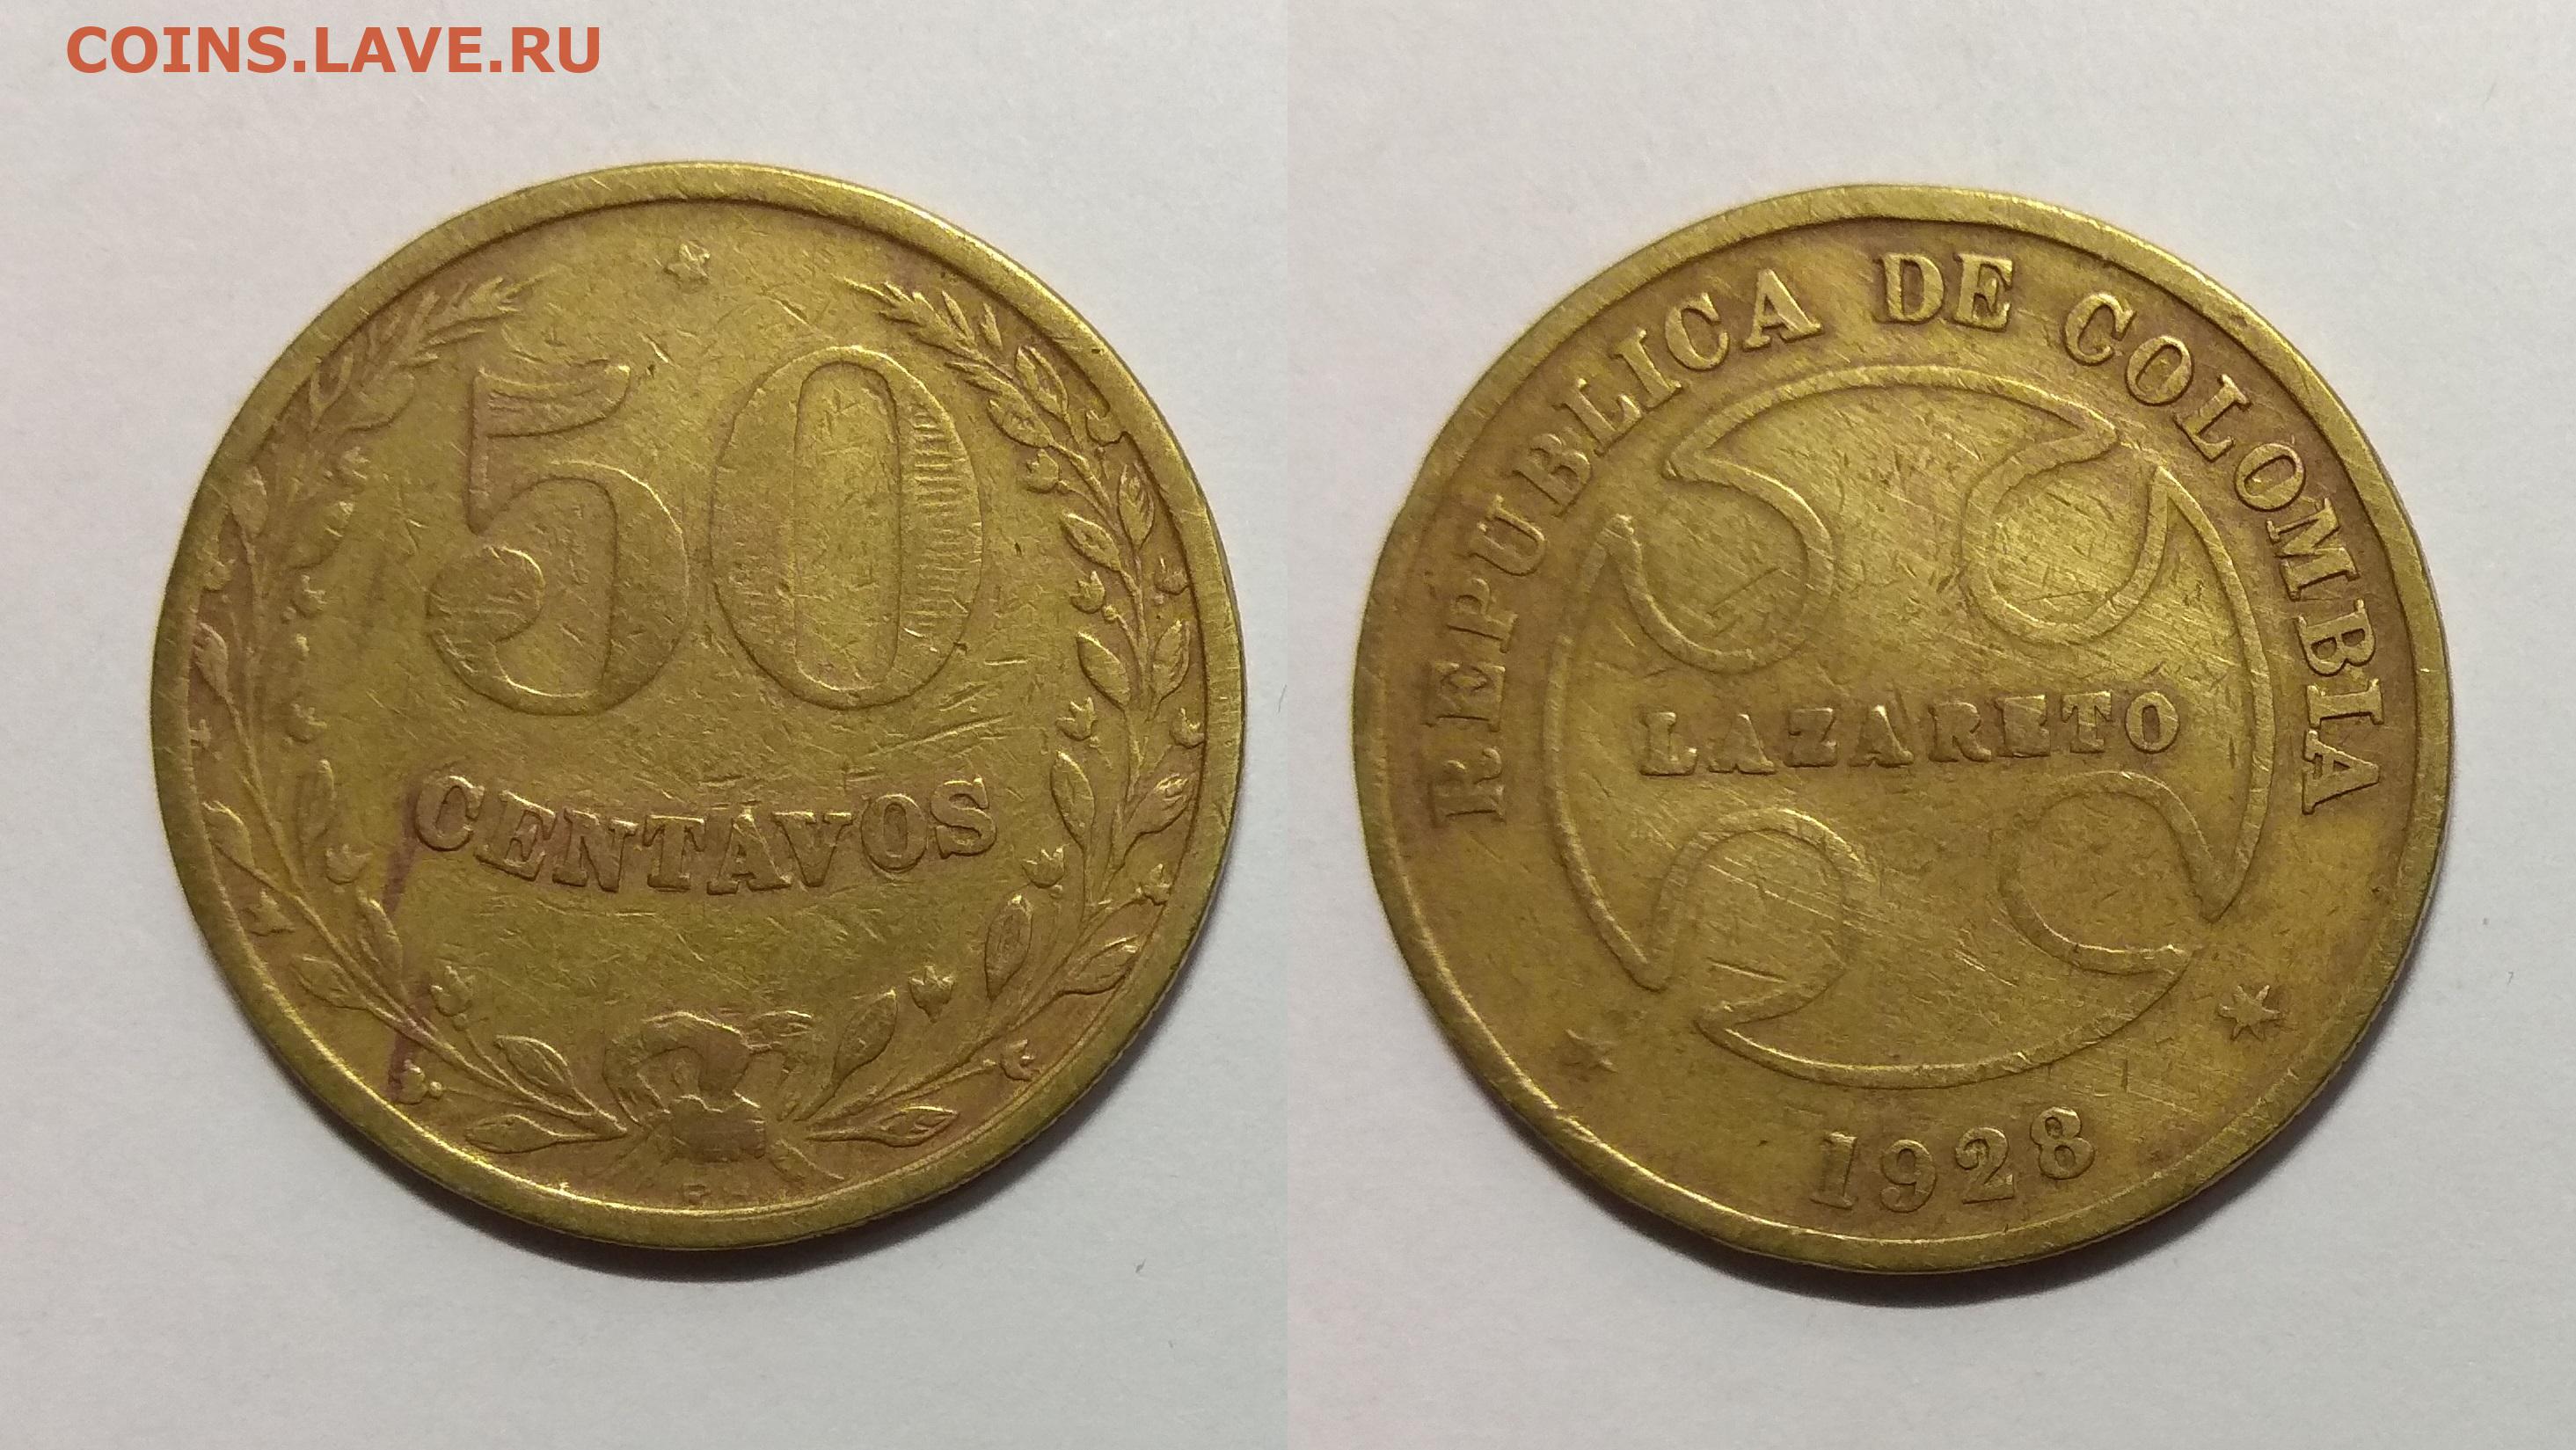 COINS.LAVE.RU
50
CENTAVOS
REPUBLICA DE COLOMBIA
LAZARETO
1928